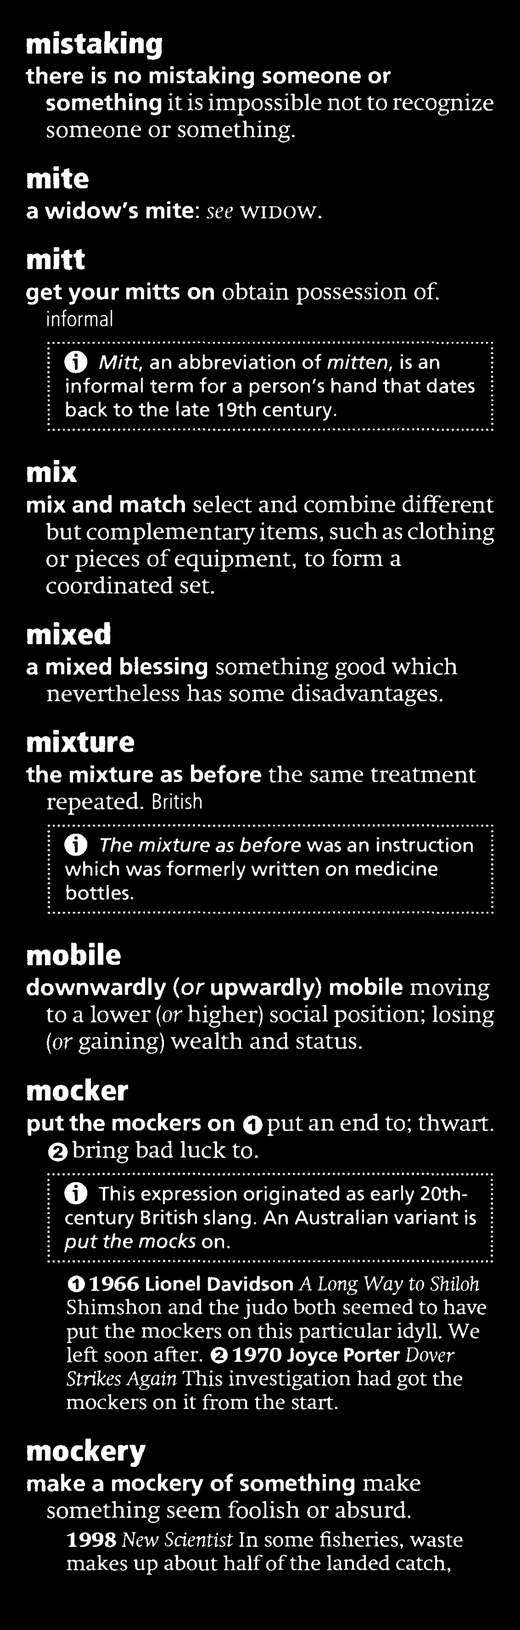 mistaking
there is no mistaking someone or
something it is impossible not to recognize
someone or something.
mite
a widow's mite: see WIDOW.
mitt
get your mitts on obtain possession of.
informal
Mitt, an abbreviation of mitten, is an
informal term for a person's hand that dates
back to the late 19th century.
mix
mix and match select and combine different
but complementary items, such as clothing
or pieces of equipment, to form a
coordinated set.
mixed
a mixed blessing something good which
nevertheless has some disadvantages.
mixture
the mixture as before the same treatment
repeated. British
The mixture as before was an instruction
which was formerly written on medicine
bottles.
mobile
downwardly (or upwardly) mobile moving
to a lower (or higher) social position; losing
(or gaining) wealth and status.
mocker
put the mockers on ❶ put an end to; thwart.
❷ bring bad luck to.
This expression originated as early 20th-
century British slang. An Australian variant is
put the mocks on.
❶ 1966 Lionel Davidson A Long Way to Shiloh
Shimshon and the judo both seemed to have
put the mockers on this particular idyll. We
left soon after. ❷ 1970 Joyce Porter Dover
Strikes Again This investigation had got the
mockers on it from the start.
mockery
make a mockery of something make
something seem foolish or absurd.
1998 New Scientist In some fisheries, waste
makes up about half of the landed catch,